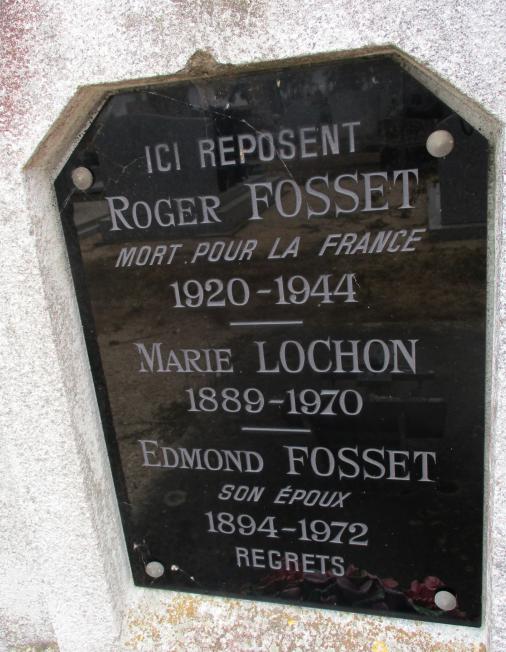 ICI REPOSENT
ROGER FOSSET
MORT POUR LA FRANCE
1920-1944
MARIE LOCHON
1889-1970
EDMOND FOSSET
SON ÉPOUX
1894-1972
REGRETS